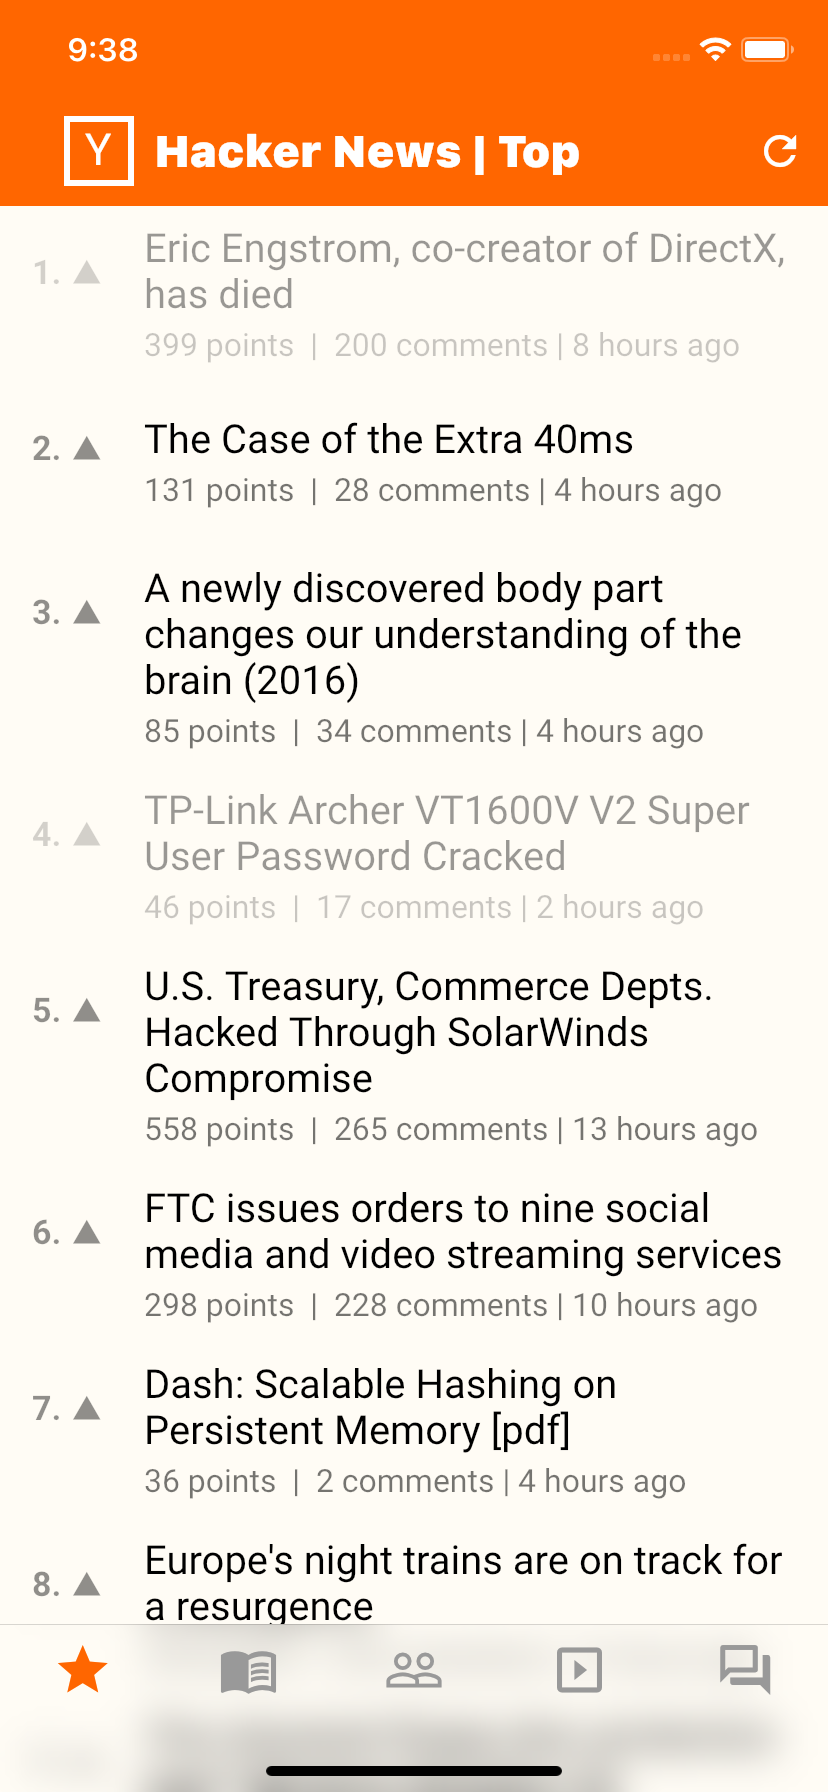 9:38
Y Hacker News | Top
1. ▲ Eric Engstrom, co-creator of DirectX,
has died
399 points | 200 comments | 8 hours ago
2. ▲ The Case of the Extra 40ms
131 points | 28 comments | 4 hours ago
3. ▲ A newly discovered body part
changes our understanding of the
brain (2016)
85 points | 34 comments | 4 hours ago
4. ▲ TP-Link Archer VT1600V V2 Super
User Password Cracked
46 points | 17 comments | 2 hours ago
5. ▲ U.S. Treasury, Commerce Depts.
Hacked Through SolarWinds
Compromise
558 points | 265 comments | 13 hours ago
6. ▲ FTC issues orders to nine social
media and video streaming services
298 points | 228 comments | 10 hours ago
7. ▲ Dash: Scalable Hashing on
Persistent Memory [pdf]
36 points | 2 comments | 4 hours ago
8. ▲ Europe's night trains are on track for
a resurgence